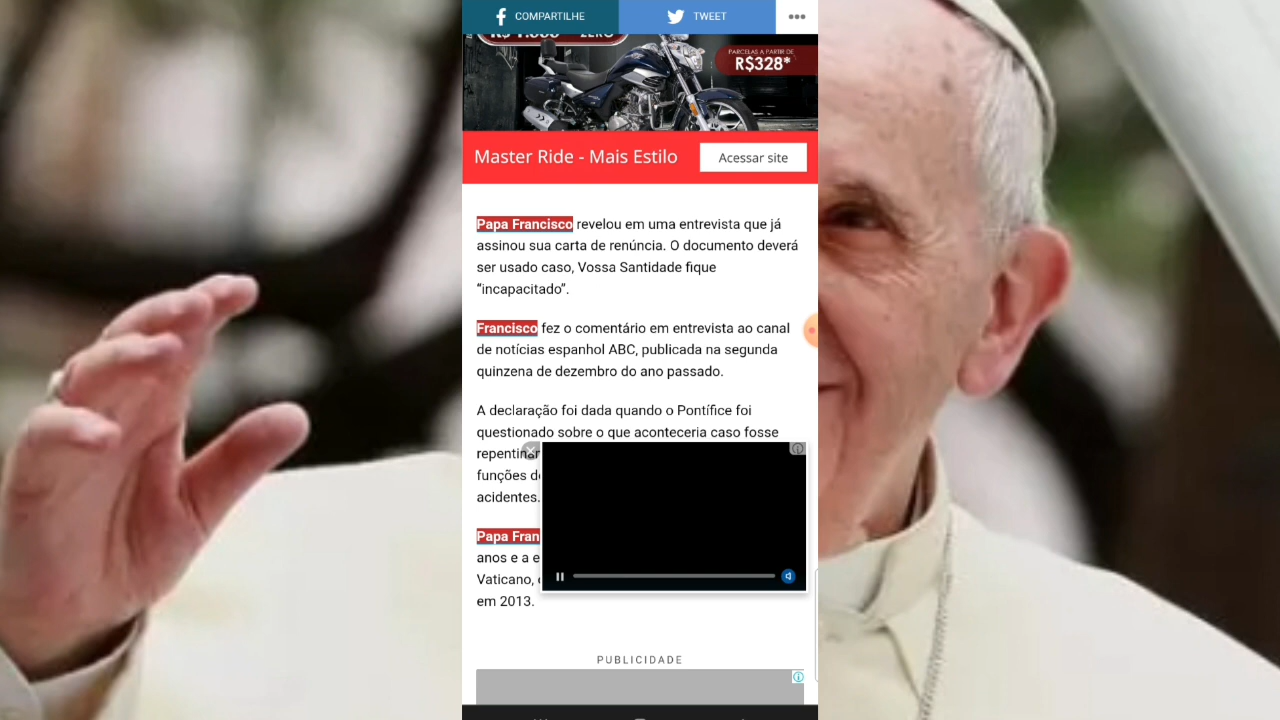 COMPARTILHE
TWEET
ZERO
PARCELAS A PARTIR DE
R$328*
Master Ride - Mais Estilo
Acessar site
Papa Francisco revelou em uma entrevista que já
assinou sua carta de renúncia. O documento deverá
ser usado caso, Vossa Santidade fique
“incapacitado”.
Francisco fez o comentário em entrevista ao canal
de notícias espanhol ABC, publicada na segunda
quinzena de dezembro do ano passado.
A declaração foi dada quando o Pontífice foi
questionado sobre o que aconteceria caso fosse
funções
acidentes.
Papa
anos e a
Vaticano,
em 2013.
PUBLICIDADE